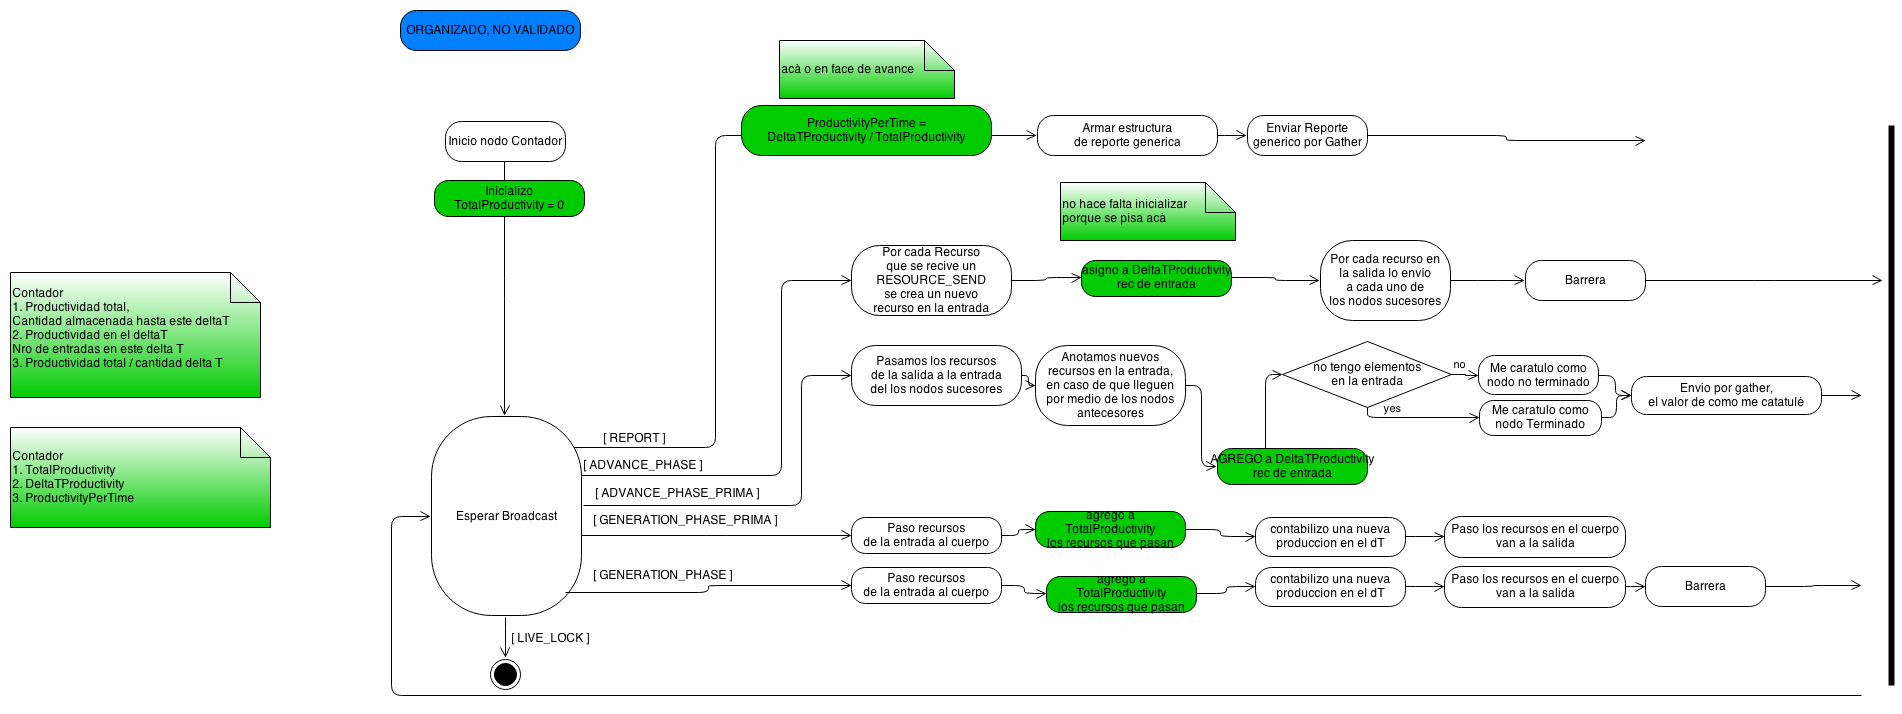 ORGANIZADO, NO VALIDADO
acà o en face de avance
Inicio nodo Contador
Inicializo
TotalProductivity = 0
ProductivityPerTime =
DeltaTProductivity / TotalProductivity
Armar estructura
de reporte generica
Enviar Reporte
generico por Gather
no hace falta inicializar
porque se pisa acà
Contador
1. Productividad total,
Cantidad almacenada hasta este deltaT
2. Productividad en el deltaT
Nro de entradas en este delta T
3. Productividad total / cantidad delta T
Contador
1. TotalProductivity
2. DeltaTProductivity
3. ProductivityPerTime
Esperar Broadcast
[ REPORT ]
[ ADVANCE_PHASE ]
[ ADVANCE_PHASE_PRIMA ]
[ GENERATION_PHASE_PRIMA ]
[ GENERATION_PHASE ]
[ LIVE_LOCK ]
Por cada Recurso
que se recive un
RESOURCE_SEND
se crea un nuevo
recurso en la entrada
asigno a DeltaTProductivity
rec de entrada
Por cada recurso en
la salida lo envio
a cada uno de
los nodos sucesores
Barrera
Pasamos los recursos
de la salida a la entrada
del los nodos sucesores
Anotamos nuevos
recursos en la entrada,
en caso de que lleguen
por medio de los nodos
antecesores
AGREGO a DeltaTProductivity
rec de entrada
no tengo elementos
en la entrada
no
yes
Me caratulo como
nodo no terminado
Me caratulo como
nodo Terminado
Envio por gather,
el valor de como me catatulé
Paso recursos
de la entrada al cuerpo
agrego a
TotalProductivity
los recursos que pasan
contabilizo una nueva
produccion en el dT
Paso los recursos en el cuerpo
van a la salida
Paso recursos
de la entrada al cuerpo
agrego a
TotalProductivity
los recursos que pasan
contabilizo una nueva
produccion en el dT
Paso los recursos en el cuerpo
van a la salida
Barrera